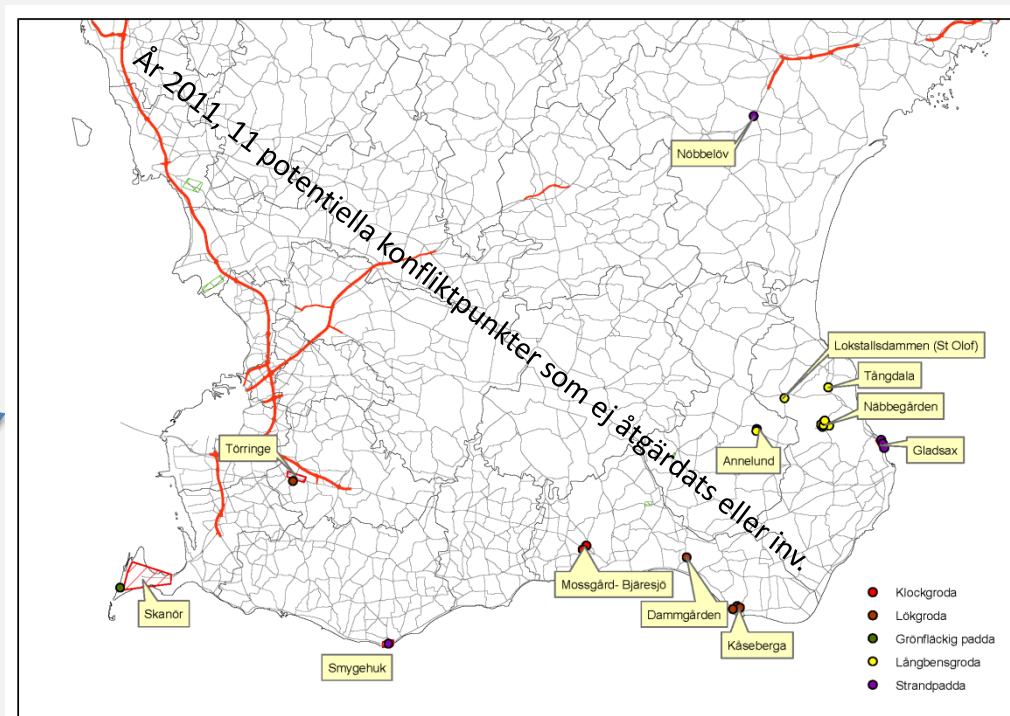 År 2011, 11 potentiella konfliktpunkter som ej åtgärdats eller inv.
Nöbbelöv
Lokstallsdammen (St Olof)
Tångdala
Näbbegården
Törringe
Annelund
Gladsax
Mossgård- Bjäresjö
Skanör
Dammgården
Kåseberga
Smygehuk
Klockgroda
Lökgroda
Grönfläckig padda
Långbensgroda
Strandpadda